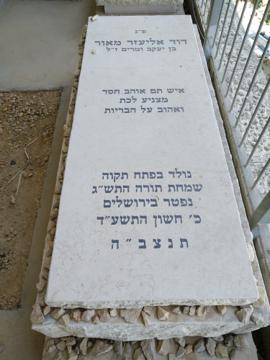 פ״נ
דוד אליעזר מאור
בן יעקב ומרים ז״ל
איש תם אוהב חסד
מצניע לכת
ואהוב על הבריות
נולד בפתח תקוה
שמחת תורה התש״ג
נפטר בירושלים
כ׳ חשון התשע״ד
תנצב״ה